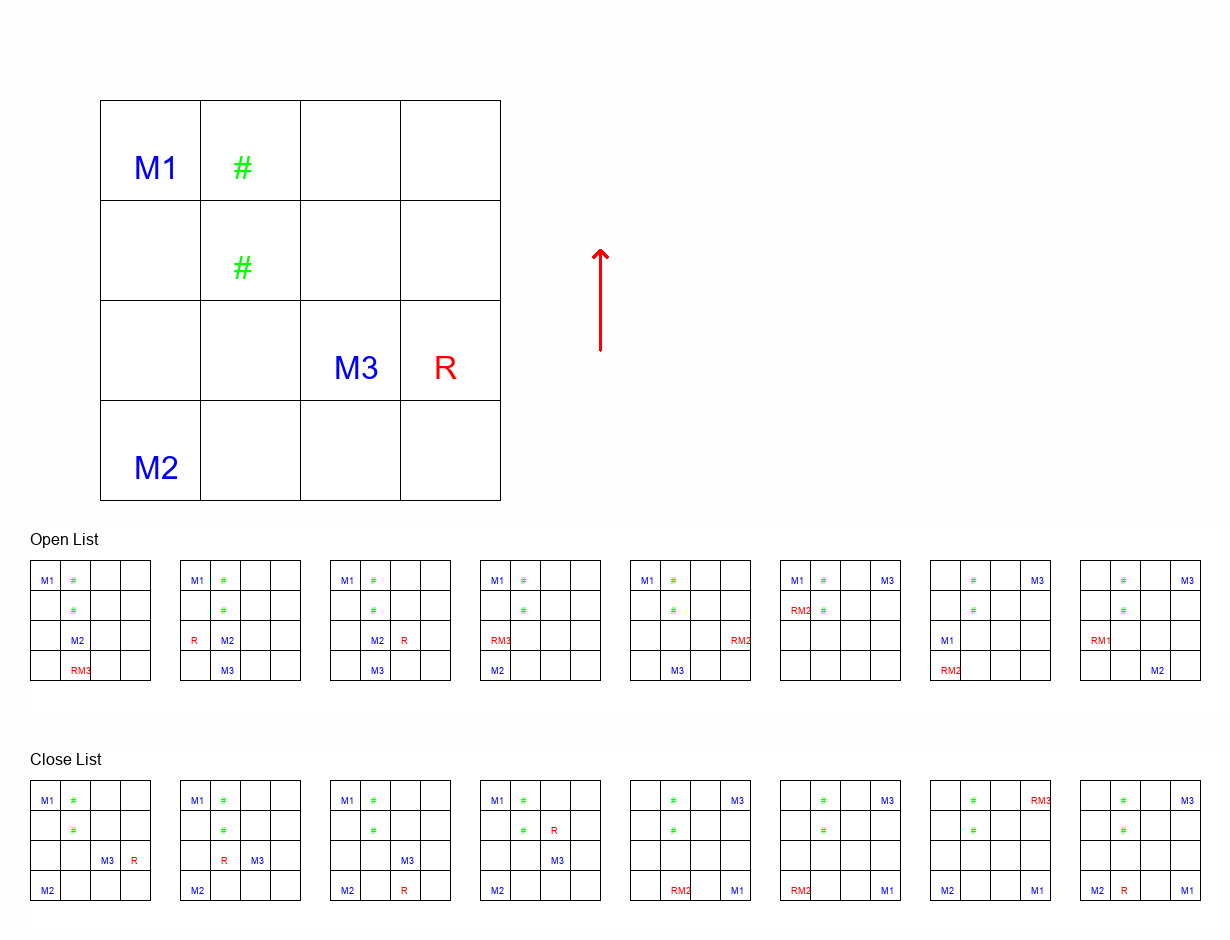 M1 #
#
M3 R
M2
Open List
M1 # M1 # M1 # M1 # M1 # M1 # M3 # M3 # M3
# # # # # RM2 # # #
M2 R M2 M2 R RM3 RM2 M1 RM1
RM3 M3 M3 M2 M3 RM2 M2
Close List
M1 # M1 # M1 # M1 # # M3 # M3 # RM3 # M3
# # # # R # # # #
M3 R R M3 M3 M3
M2 M2 M2 R M2 RM2 M1 RM2 M1 M2 M1 M2 R M1